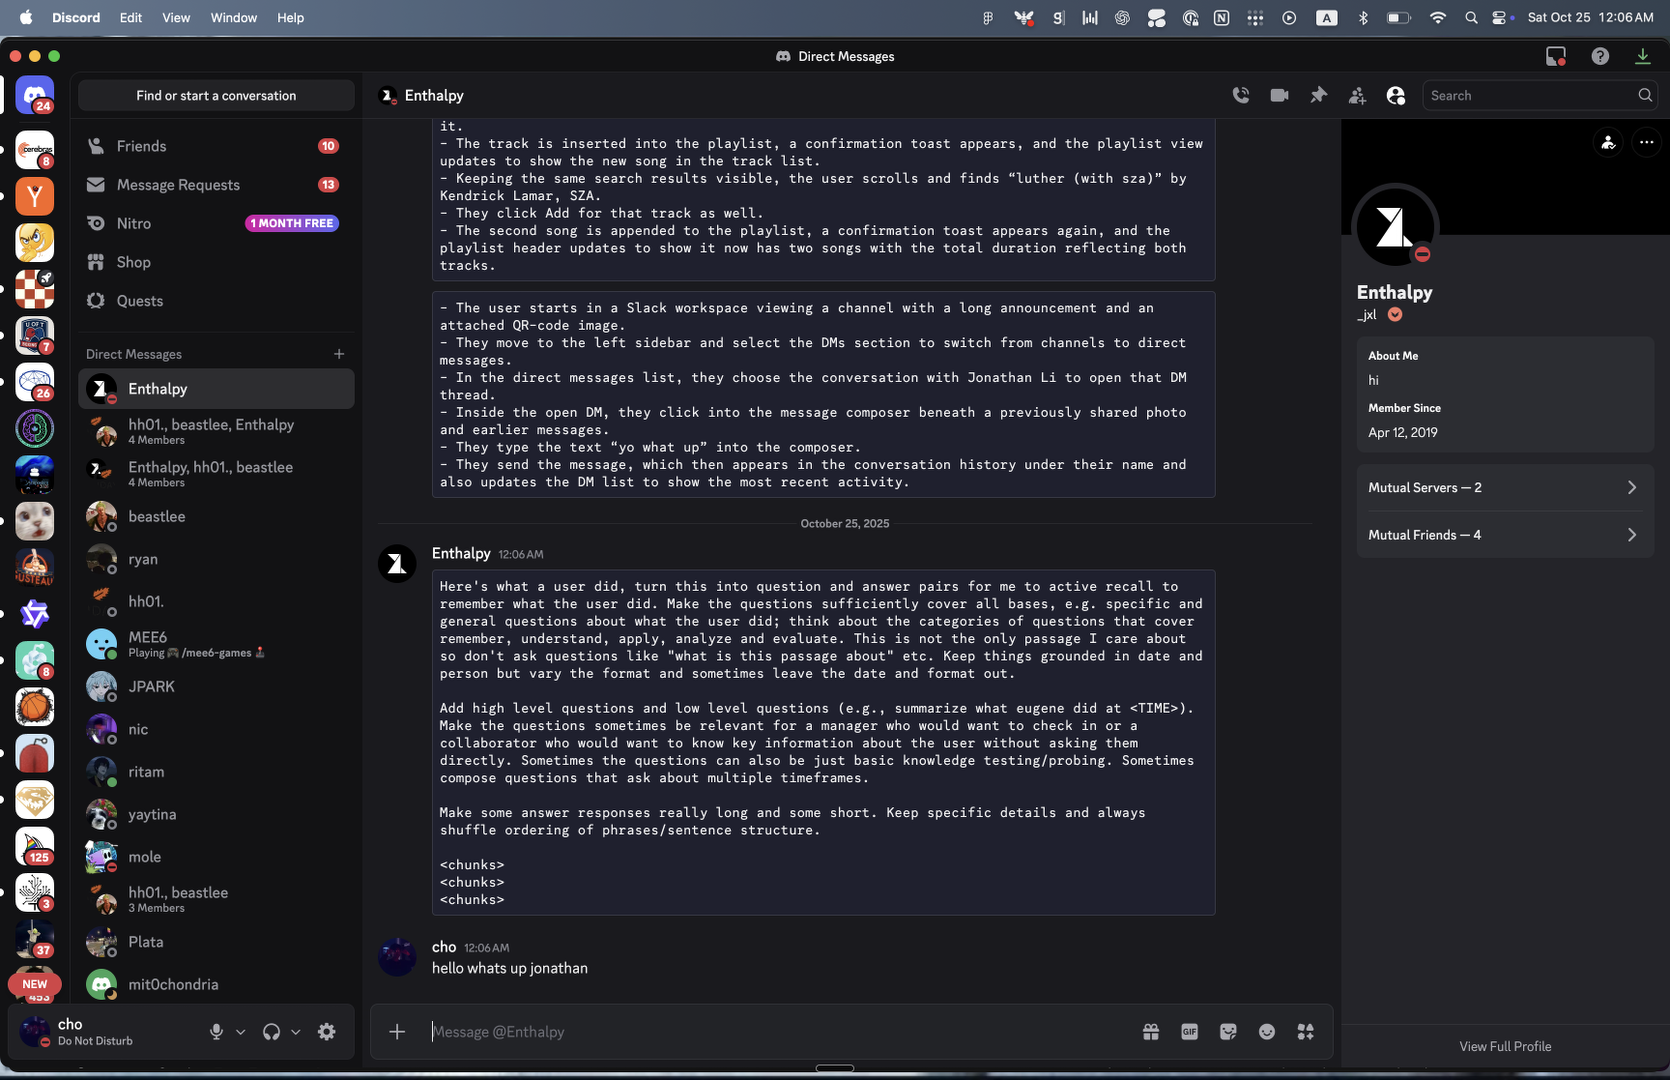 Discord Edit View Window Help
Sat Oct 25 12:06 AM
Direct Messages
24
8
7
26
8
125
3
37
NEW
453
Find or start a conversation
Friends 10
Message Requests 13
Nitro 1 MONTH FREE
Shop
Quests
Direct Messages
Enthalpy
hh01., beastlee, Enthalpy
4 Members
Enthalpy, hh01., beastlee
4 Members
beastlee
ryan
hh01.
MEE6
Playing 🎮 /mee6-games 🕹️
JPARK
nic
ritam
yaytina
mole
hh01., beastlee
3 Members
Plata
mit0chondria
cho
Do Not Disturb
Enthalpy
Search
it.
- The track is inserted into the playlist, a confirmation toast appears, and the playlist view
updates to show the new song in the track list.
- Keeping the same search results visible, the user scrolls and finds “luther (with sza)” by
Kendrick Lamar, SZA.
- They click Add for that track as well.
- The second song is appended to the playlist, a confirmation toast appears again, and the
playlist header updates to show it now has two songs with the total duration reflecting both
tracks.
- The user starts in a Slack workspace viewing a channel with a long announcement and an
attached QR-code image.
- They move to the left sidebar and select the DMs section to switch from channels to direct
messages.
- In the direct messages list, they choose the conversation with Jonathan Li to open that DM
thread.
- Inside the open DM, they click into the message composer beneath a previously shared photo
and earlier messages.
- They type the text “yo what up” into the composer.
- They send the message, which then appears in the conversation history under their name and
also updates the DM list to show the most recent activity.
October 25, 2025
Enthalpy 12:06 AM
Here's what a user did, turn this into question and answer pairs for me to active recall to
remember what the user did. Make the questions sufficiently cover all bases, e.g. specific and
general questions about what the user did; think about the categories of questions that cover
remember, understand, apply, analyze and evaluate. This is not the only passage I care about
so don't ask questions like "what is this passage about" etc. Keep things grounded in date and
person but vary the format and sometimes leave the date and format out.
Add high level questions and low level questions (e.g., summarize what eugene did at <TIME>).
Make the questions sometimes be relevant for a manager who would want to check in or a
collaborator who would want to know key information about the user without asking them
directly. Sometimes the questions can also be just basic knowledge testing/probing. Sometimes
compose questions that ask about multiple timeframes.
Make some answer responses really long and some short. Keep specific details and always
shuffle ordering of phrases/sentence structure.
<chunks>
<chunks>
<chunks>
cho 12:06 AM
hello whats up jonathan
Message @Enthalpy
GIF
Enthalpy
_jxl
About Me
hi
Member Since
Apr 12, 2019
Mutual Servers — 2
Mutual Friends — 4
View Full Profile